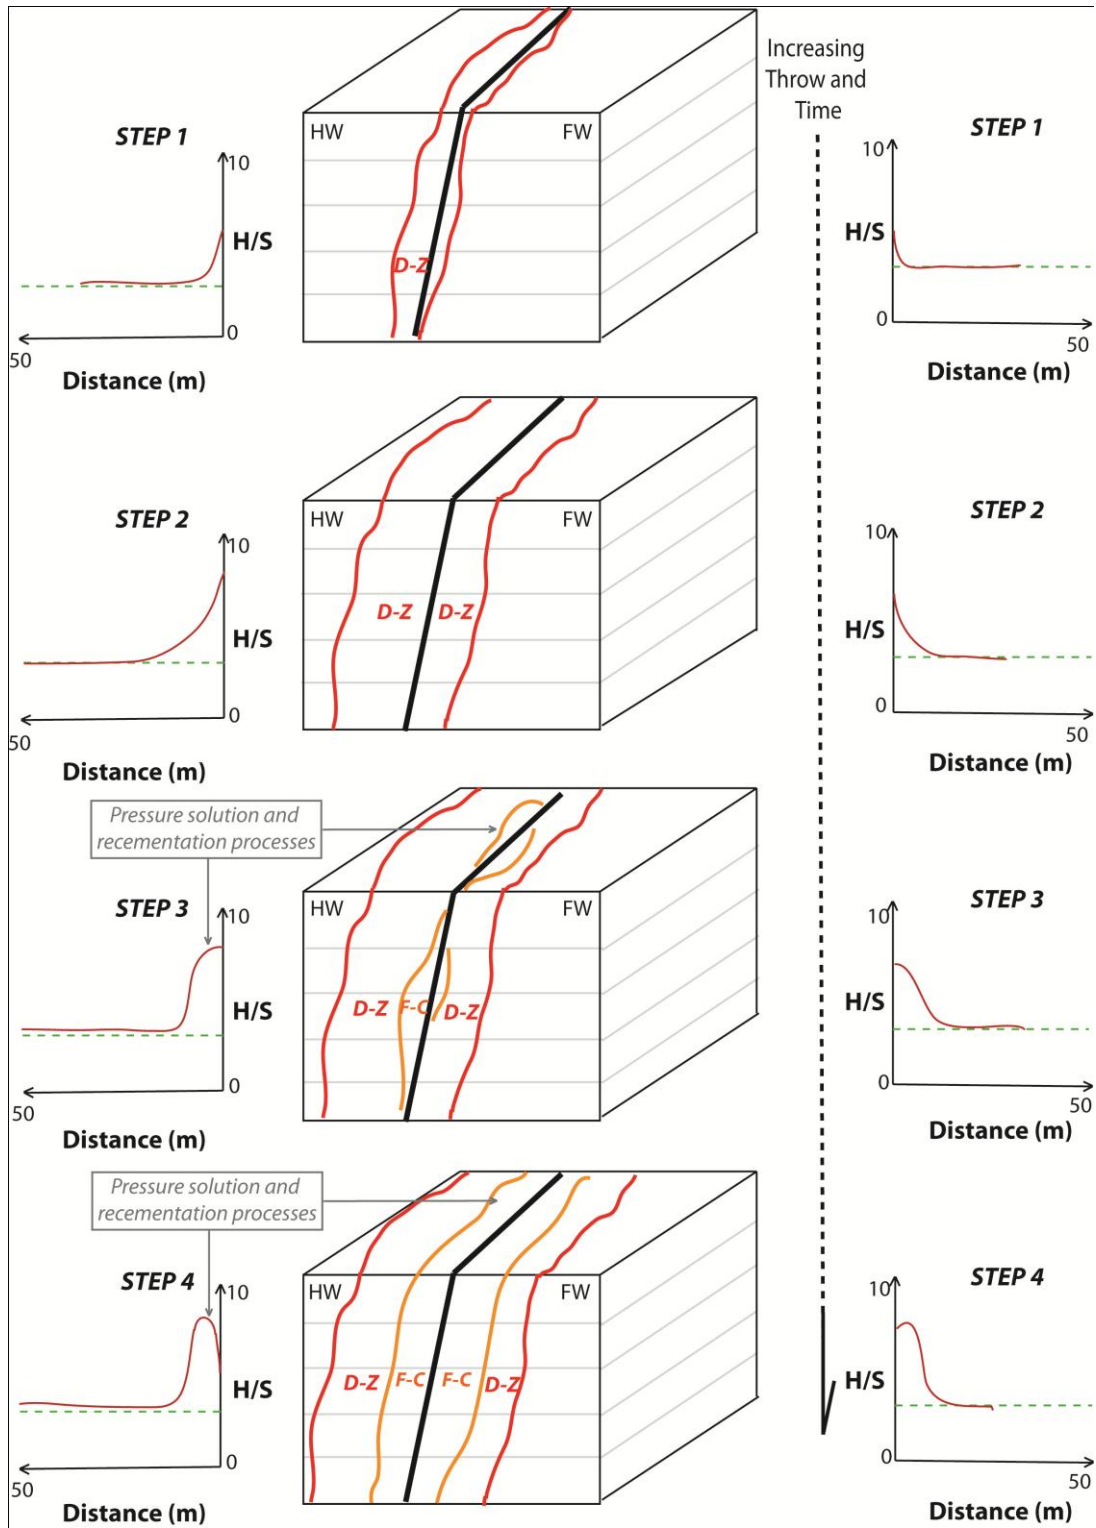 Increasing
Throw and
Time
STEP 1
10
H/S
0
50
Distance (m)
HW
FW
D-Z
STEP 1
10
H/S
0
50
Distance (m)
STEP 2
10
H/S
0
50
Distance (m)
HW
FW
D-Z
D-Z
STEP 2
10
H/S
0
50
Distance (m)
Pressure solution and
recementation processes
STEP 3
10
H/S
0
50
Distance (m)
HW
FW
D-Z
F-C
D-Z
STEP 3
10
H/S
0
50
Distance (m)
Pressure solution and
recementation processes
STEP 4
10
H/S
0
50
Distance (m)
HW
FW
D-Z
F-C
F-C
D-Z
STEP 4
10
H/S
0
50
Distance (m)